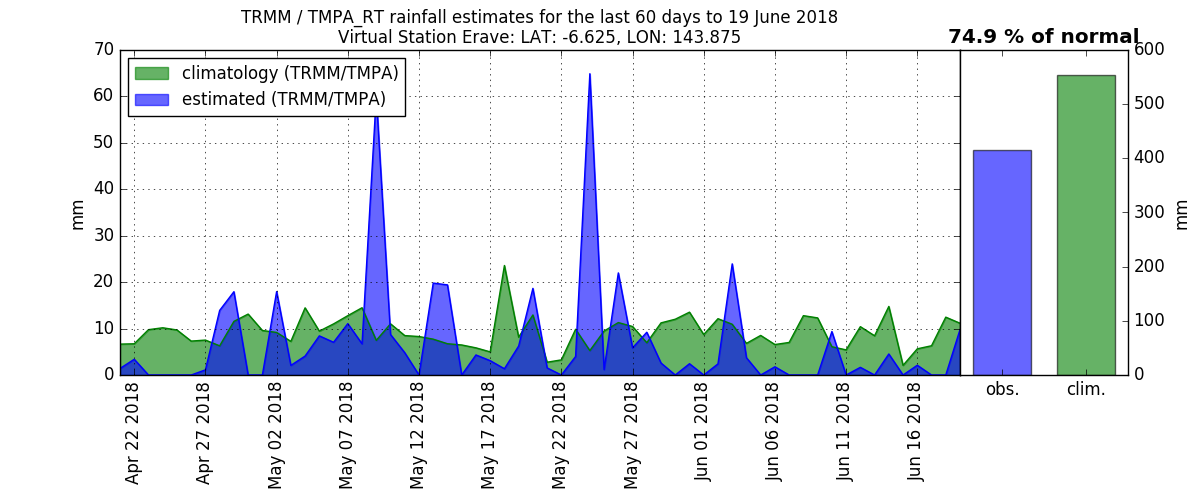 TRMM / TMPA_RT rainfall estimates for the last 60 days to 19 June 2018
Virtual Station Erave: LAT: -6.625, LON: 143.875
74.9 % of normal
climatology (TRMM/TMPA)
estimated (TRMM/TMPA)
70
60
50
40
30
20
10
0
mm
Apr 22 2018
Apr 27 2018
May 02 2018
May 07 2018
May 12 2018
May 17 2018
May 22 2018
May 27 2018
Jun 01 2018
Jun 06 2018
Jun 11 2018
Jun 16 2018
obs.
clim.
600
500
400
300
200
100
0
mm